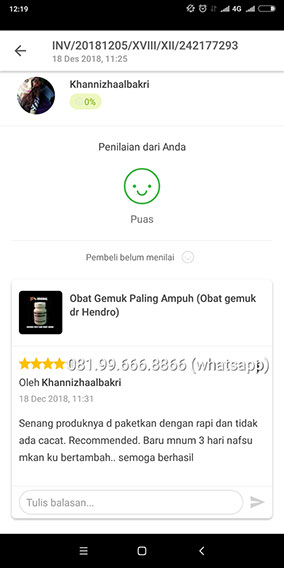 12:19
4G
INV/20181205/XVIII/XII/242177293
18 Des 2018, 11:25
Khannizhaalbakri
0%
Penilaian dari Anda
Puas
Pembeli belum menilai
Obat Gemuk Paling Ampuh (Obat gemuk
dr Hendro)
081.99.666.8866 (whatsapp)
Oleh Khannizhaalbakri
18 Dec 2018, 11:31
Senang produknya d paketkan dengan rapi dan tidak
ada cacat. Recommended. Baru mnum 3 hari nafsu
mkan ku bertambah.. semoga berhasil
Tulis balasan...